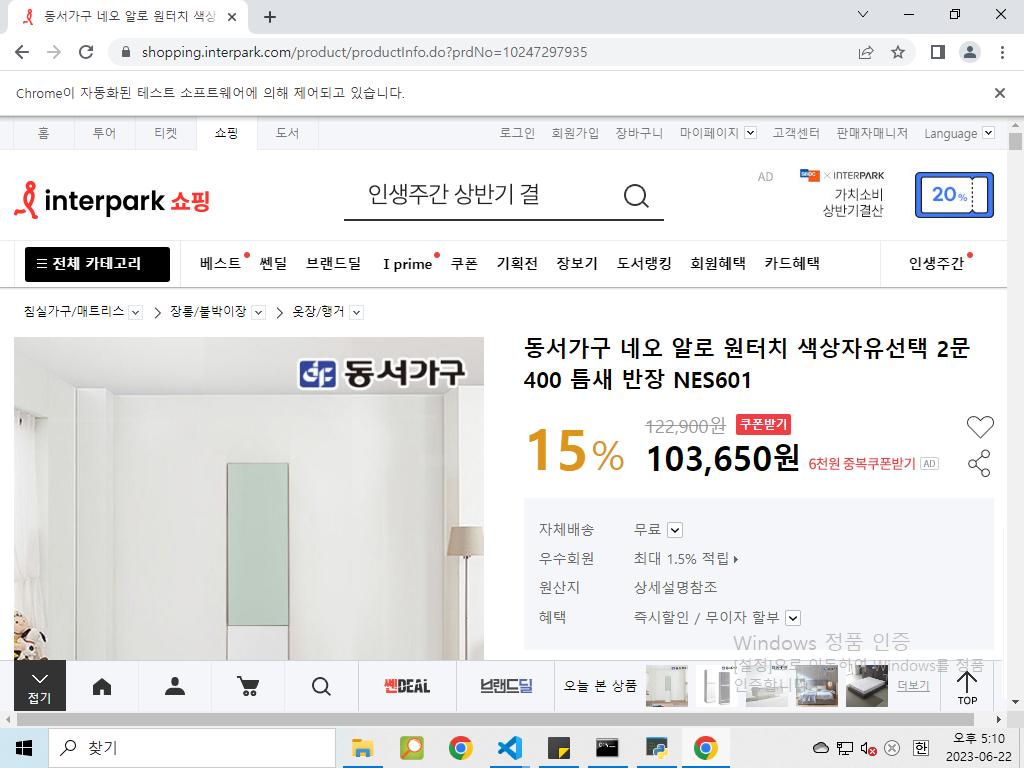 동서가구 네오 알로 원터치 색상
shopping.interpark.com/product/productInfo.do?prdNo=10247297935
Chrome이 자동화된 테스트 소프트웨어에 의해 제어되고 있습니다.
홈 투어 티켓 쇼핑 도서 로그인 회원가입 장바구니 마이페이지 고객센터 판매자매니저 Language
interpark 쇼핑
인생주간 상반기 결
AD
SBDC × INTERPARK
가치소비
상반기결산
20%
전체 카테고리 베스트 쎈딜 브랜드딜 I prime 쿠폰 기획전 장보기 도서랭킹 회원혜택 카드혜택 인생주간
침실가구/매트리스 장롱/붙박이장 옷장/행거
동서가구
동서가구 네오 알로 원터치 색상자유선택 2문
400 틈새 반장 NES601
15%
122,900원 쿠폰받기
103,650원 6천원 중복쿠폰받기 AD
자체배송 무료
우수회원 최대 1.5% 적립
원산지 상세설명참조
혜택 즉시할인 / 무이자 할부
Windows 정품 인증
[설정]으로 이동하여 Windows를 정품
인증합니다.
접기
쎈DEAL
브랜드딜
오늘 본 상품
더보기
TOP
찾기
한
오후 5:10
2023-06-22